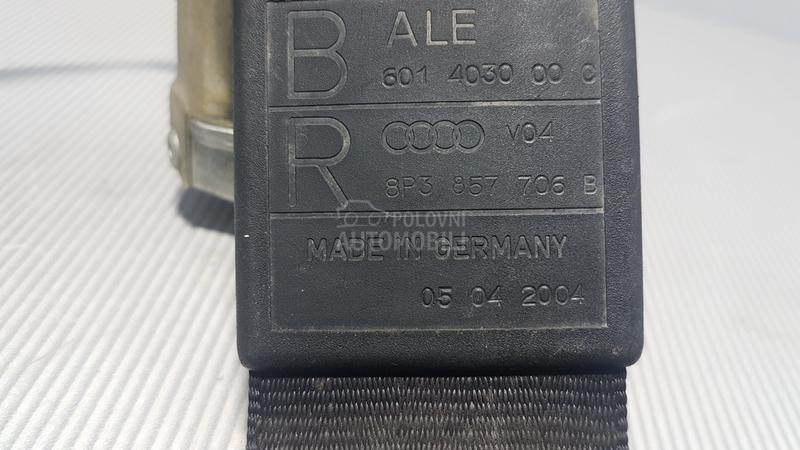 B ALE
601 4030 00 C
R V04
8P3 857 706 B
POLOVNI
AUTOMOBILI
MADE IN GERMANY
05 04 2004